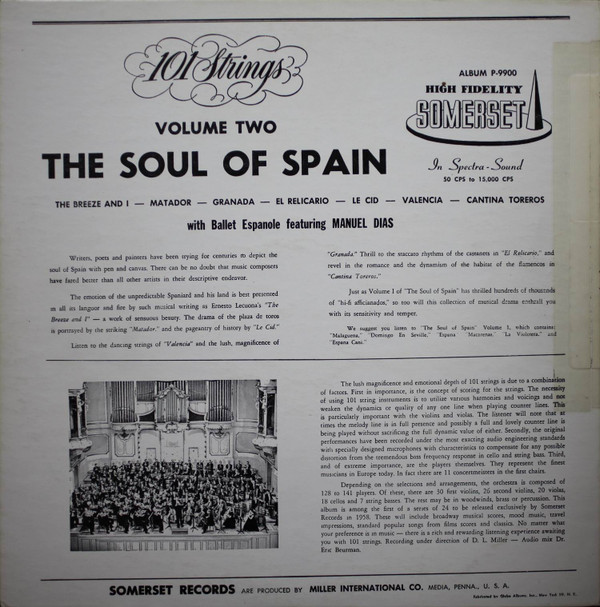 101 Strings
ALBUM P-9900
HIGH FIDELITY
SOMERSET
VOLUME TWO
THE SOUL OF SPAIN
In Spectra-Sound
50 CPS to 15,000 CPS
THE BREEZE AND I — MATADOR — GRANADA — EL RELICARIO — LE CID — VALENCIA — CANTINA TOREROS
with Ballet Espanole featuring MANUEL DIAS
Writers, poets and painters have been trying for centuries to depict the
soul of Spain with pen and canvas. There can be no doubt that music composers
have fared better than all other artists in their descriptive endeavor.
The emotion of the unpredictable Spaniard and his land is best presented
in all its languor and fire by such musical writing as Ernesto Lecuona's "The
Breeze and I" — a work of sensuous beauty. The drama of the plaza de toros
is portrayed by the striking "Matador," and the pageantry of history by "Le Cid."
Listen to the dancing strings of "Valencia" and the lush, magnificence of
"Granada." Thrill to the staccato rhythms of the castanets in "El Relicario," and
revel in the romance and the dynamism of the habitat of the flamencos in
"Cantina Toreros."
Just as Volume I of "The Soul of Spain" has thrilled hundreds of thousands
of "hi-fi afficianados," so too will this collection of musical drama enthrall you
with its sensitivity and temper.
We suggest you listen to "The Soul of Spain" Volume I, which contains:
"Malaguena," "Domingo En Seville," "Espana "Macarenas," "La Violetera," and
"Espana Cani."
The lush magnificence and emotional depth of 101 strings is due to a combination
of factors. First in importance, is the concept of scoring for the strings. The necessity
of using 101 string instruments is to utilize various harmonies and voicings and not
weaken the dynamics or quality of any one line when playing counter lines. This
is particularly important with the violins and violas. The listener will note that at
times the melody line is in full presence and possibly a full and lovely counter line is
being played without sacrificing the full dynamic value of either. Secondly, the original
performances have been recorded under the most exacting audio engineering standards
with specially designed microphones with characteristics to compensate for any possible
distortion from the tremendous bass frequency response in cello and string bass. Third,
and of extreme importance, are the players themselves. They represent the finest
musicians in Europe today. In fact there are 11 concertmeisters in the first chairs.
Depending on the selections and arrangements, the orchestra is composed of
128 to 141 players. Of these, there are 30 first violins, 26 second violins, 20 violas,
18 cellos and 7 string basses. The rest may be in woodwinds, brass or percussion. This
album is among the first of a series of 24 to be released exclusively by Somerset
Records in 1958. These will include broadway musical scores, mood music, travel
impressions, standard popular songs from films scores and classics. No matter what
your preference is in music — there is a rich and rewarding listening experience awaiting
you with 101 strings. Recording under direction of D. L. Miller — Audio mix Dr.
Eric Beurman.
SOMERSET RECORDS ARE PRODUCED BY MILLER INTERNATIONAL CO. MEDIA, PENNA., U. S. A.